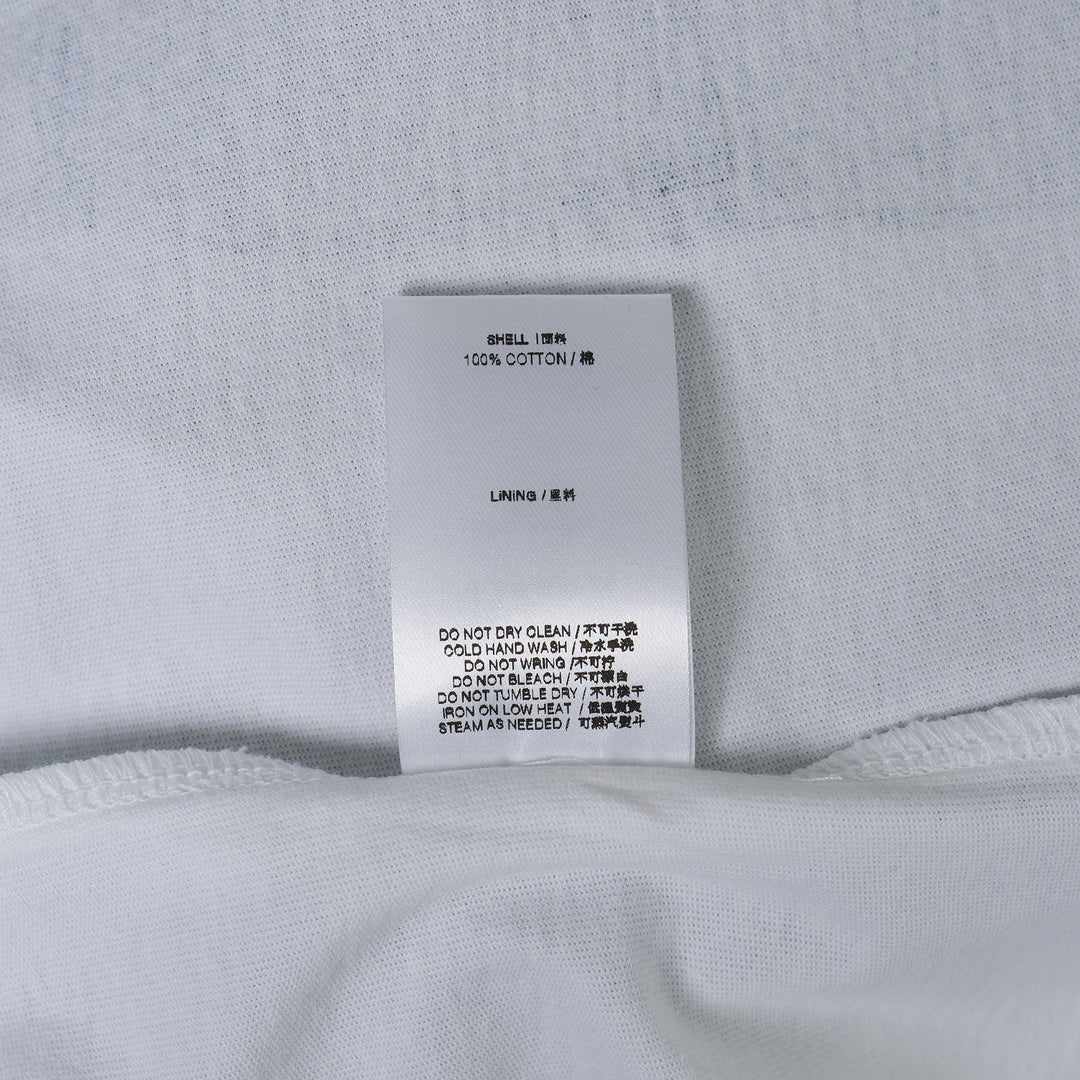 SHELL / 面料
100% COTTON / 棉
LiNiNG / 里料
DO NOT DRY CLEAN / 不可干洗
COLD HAND WASH / 冷水手洗
DO NOT WRING /不可拧
DO NOT BLEACH / 不可漂白
DO NOT TUMBLE DRY / 不可烘干
IRON ON LOW HEAT / 低溫熨燙
STEAM AS NEEDED / 可蒸汽熨斗